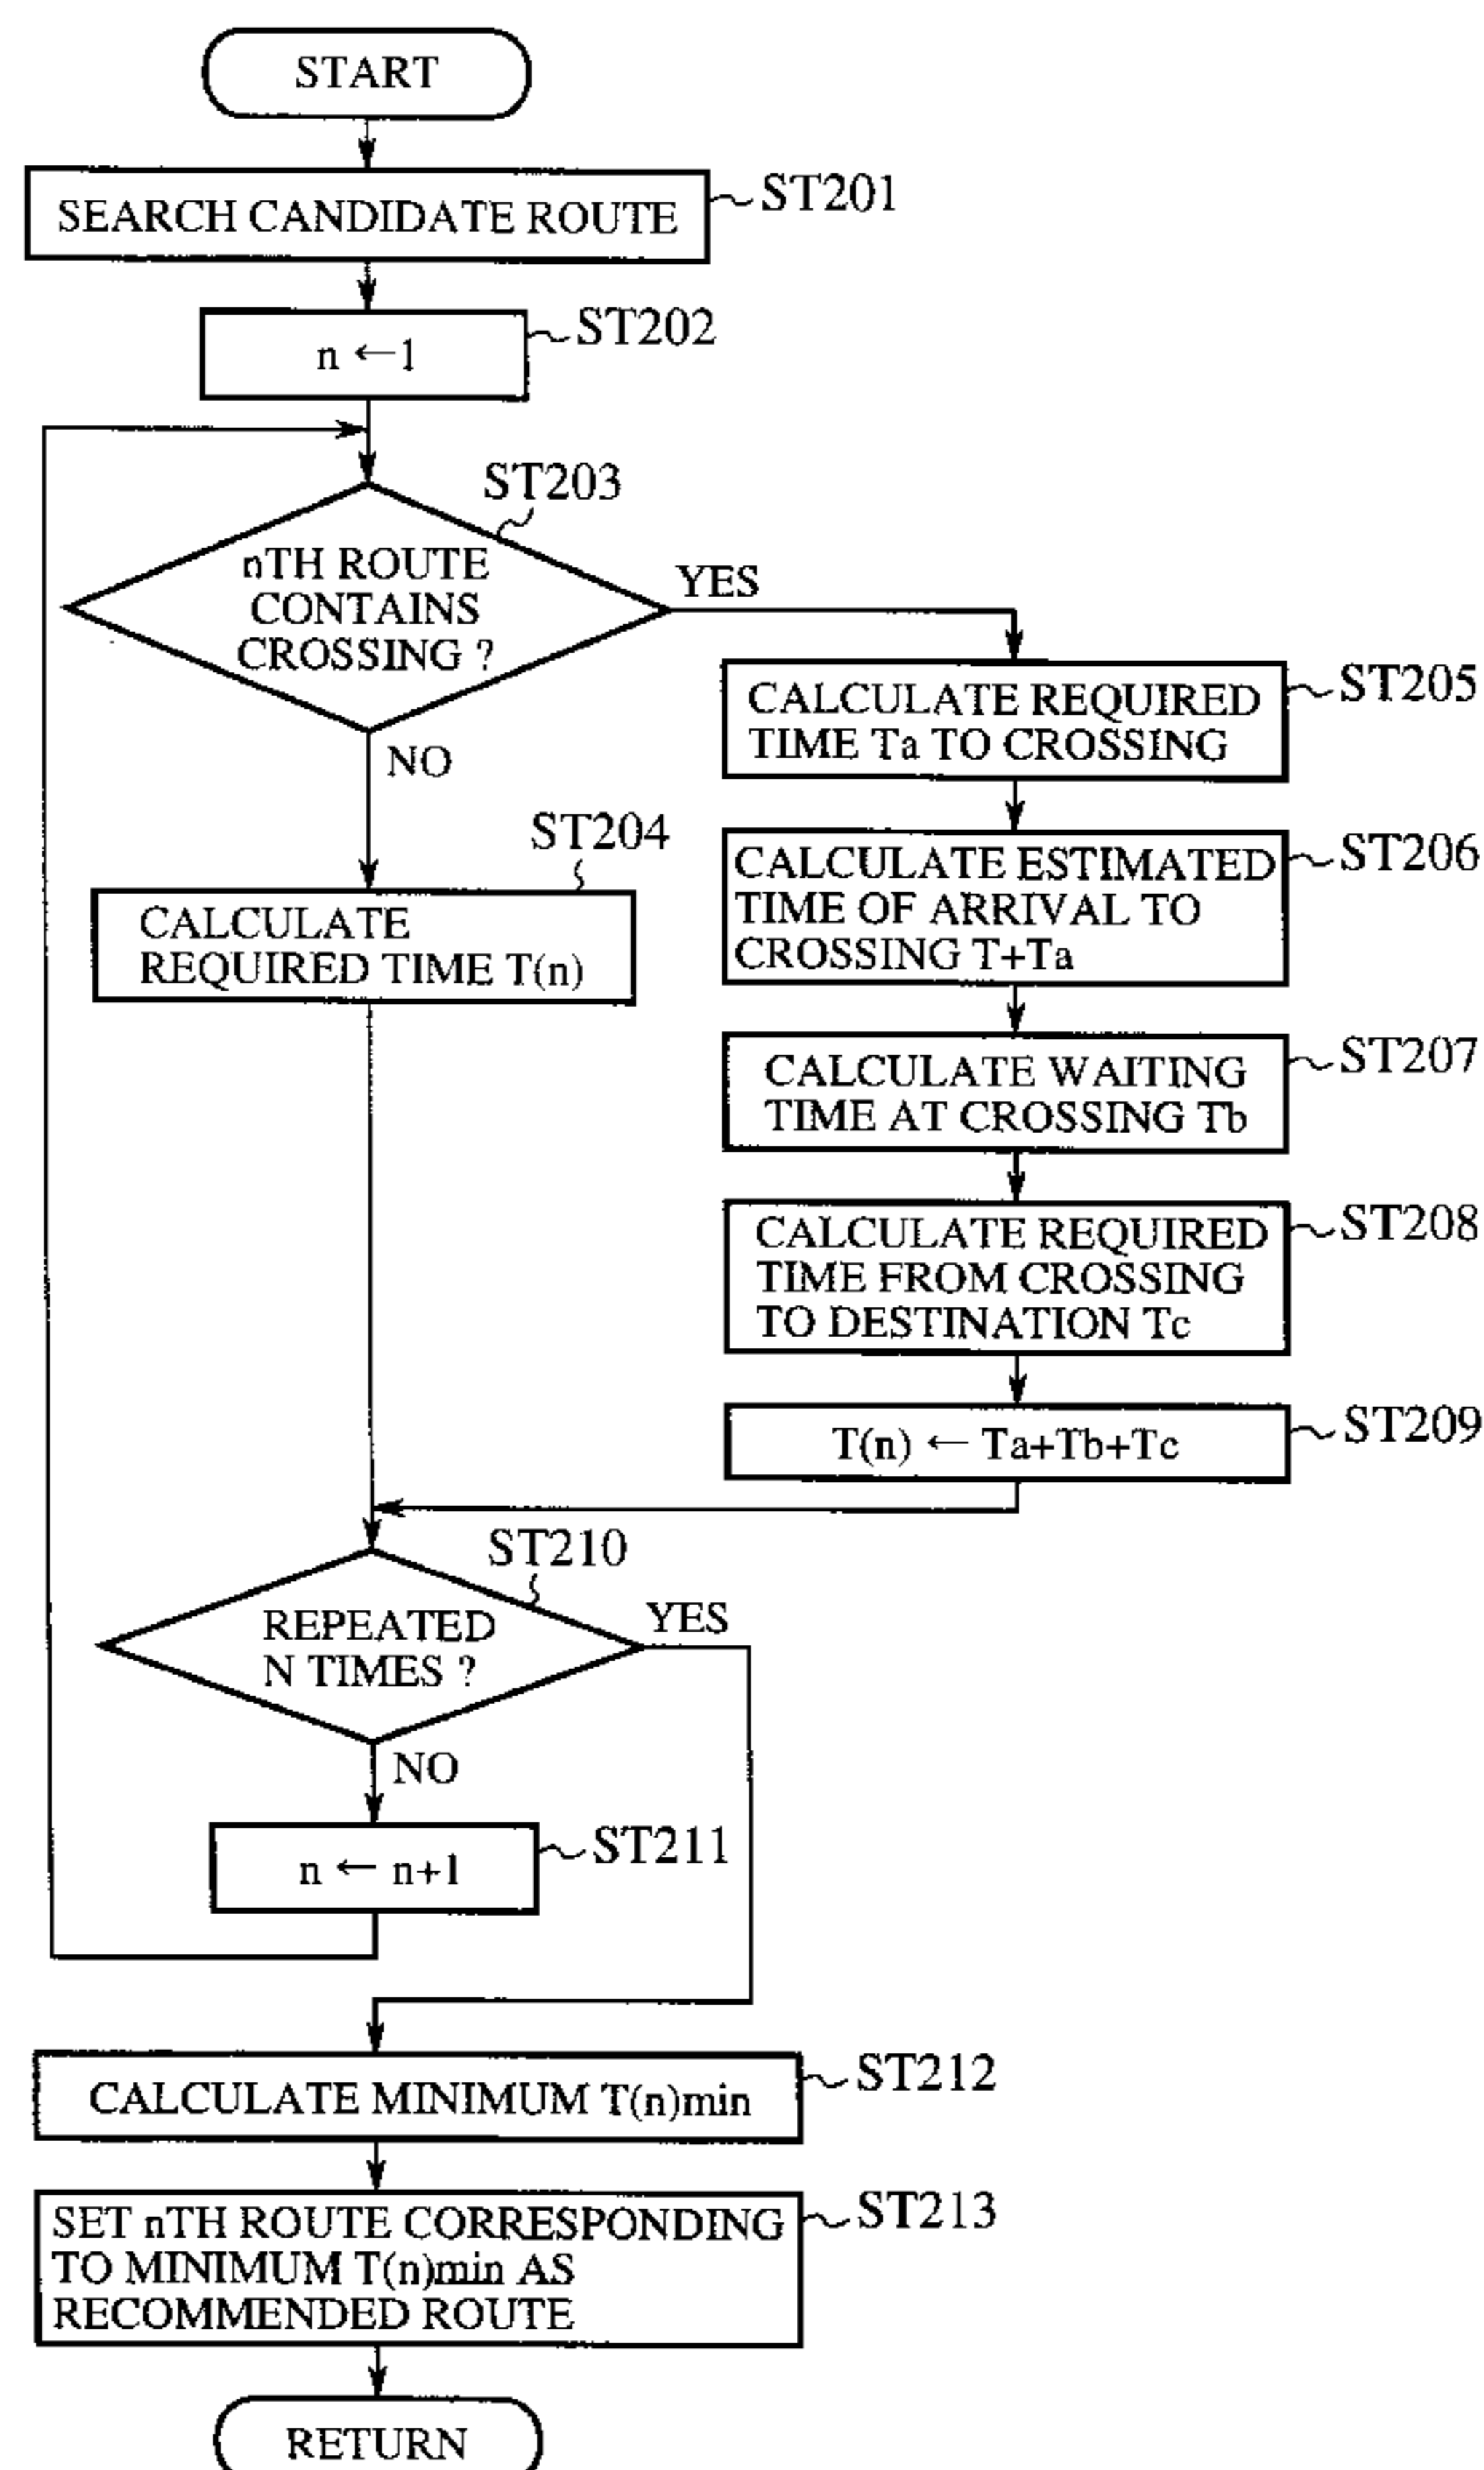 START
SEARCH CANDIDATE ROUTE
ST201
n ←1
ST202
ST203
nTH ROUTE
CONTAINS
CROSSING ?
YES
NO
ST204
CALCULATE
REQUIRED TIME T(n)
CALCULATE REQUIRED
TIME Ta TO CROSSING
ST205
CALCULATE ESTIMATED
TIME OF ARRIVAL TO
CROSSING T+Ta
ST206
CALCULATE WAITING
TIME AT CROSSING Tb
ST207
CALCULATE REQUIRED
TIME FROM CROSSING
TO DESTINATION Tc
ST208
T(n) ← Ta+Tb+Tc
ST209
ST210
REPEATED
N TIMES ?
YES
NO
n ← n+1
ST211
CALCULATE MINIMUM T(n)min
ST212
SET nTH ROUTE CORRESPONDING
TO MINIMUM T(n)min AS
RECOMMENDED ROUTE
ST213
RETURN